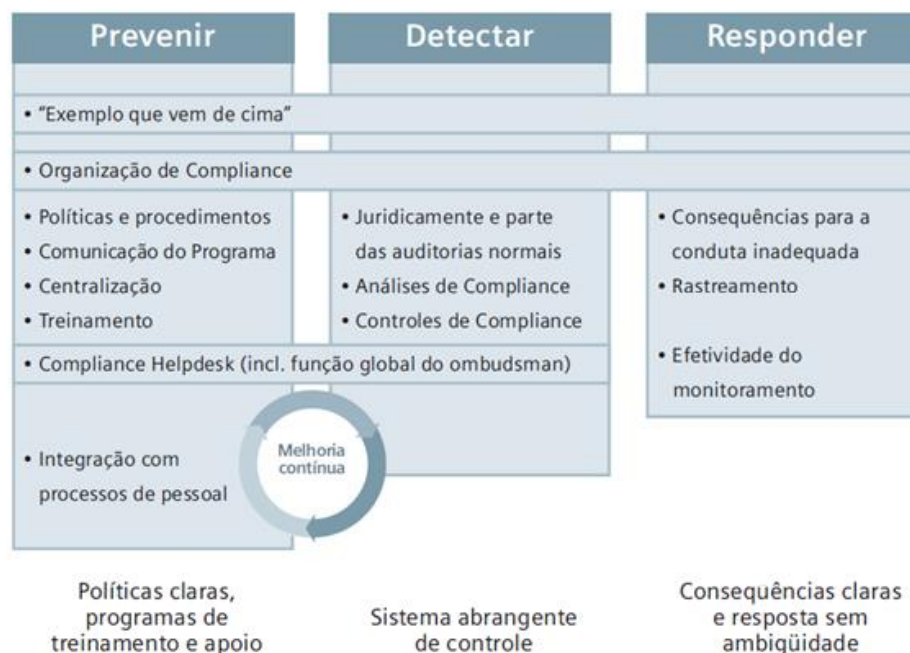 Prevenir
Detectar
Responder
• "Exemplo que vem de cima"
• Organização de Compliance
• Políticas e procedimentos
• Comunicação do Programa
• Centralização
• Treinamento
• Juridicamente e parte
das auditorias normais
• Análises de Compliance
• Controles de Compliance
• Consequências para a
conduta inadequada
• Rastreamento
• Efetividade do
monitoramento
• Compliance Helpdesk (incl. função global do ombudsman)
• Integração com
processos de pessoal
Melhoria
contínua
Políticas claras,
programas de
treinamento e apoio
Sistema abrangente
de controle
Consequências claras
e resposta sem
ambigüidade